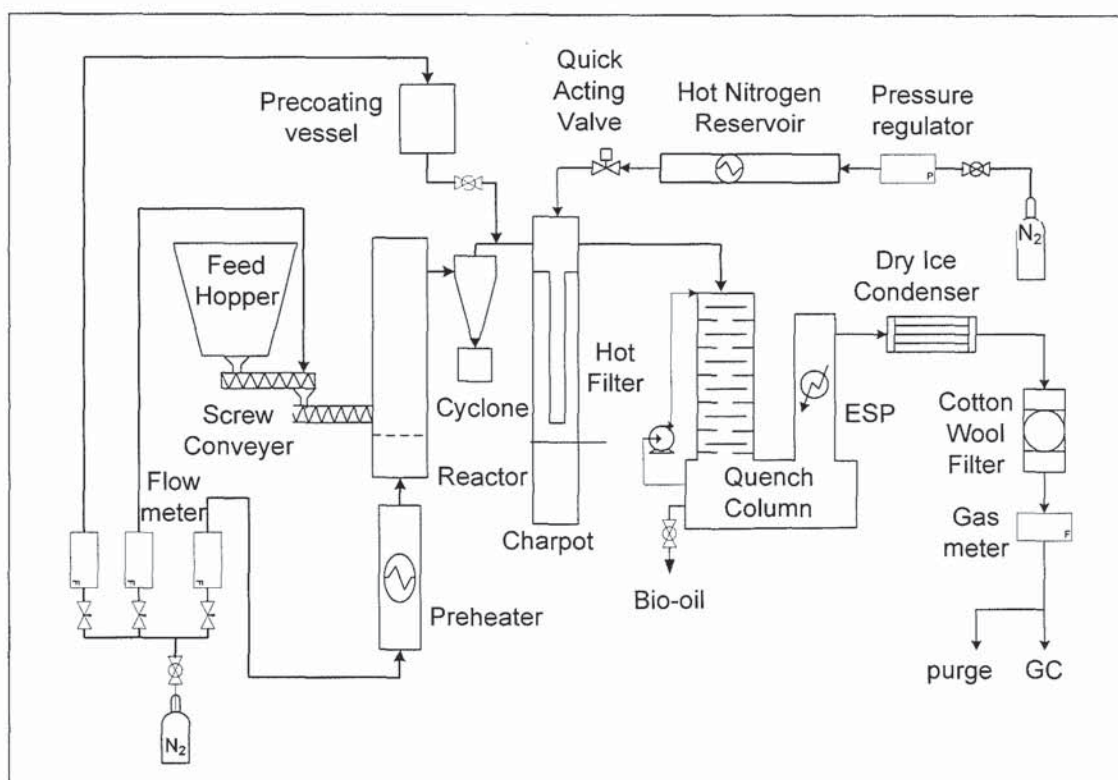 Precoating
vessel
Quick
Acting
Valve
Hot Nitrogen
Reservoir
Pressure
regulator
P
N2
Feed
Hopper
Screw
Conveyer
Cyclone
Reactor
Hot
Filter
Charpot
Dry Ice
Condenser
ESP
Quench
Column
Cotton
Wool
Filter
Gas
meter
F
Flow
meter
F
F
F
Preheater
Bio-oil
purge
GC
N2